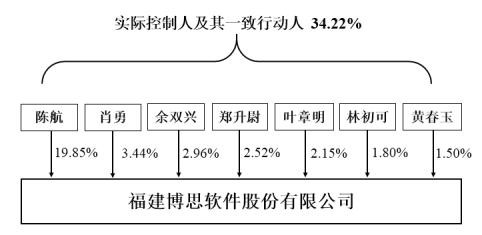 实际控制人及其一致行动人 34.22%
陈航 肖勇 余双兴 郑升尉 叶章明 林初可 黄春玉
19.85% 3.44% 2.96% 2.52% 2.15% 1.80% 1.50%
福建博思软件股份有限公司